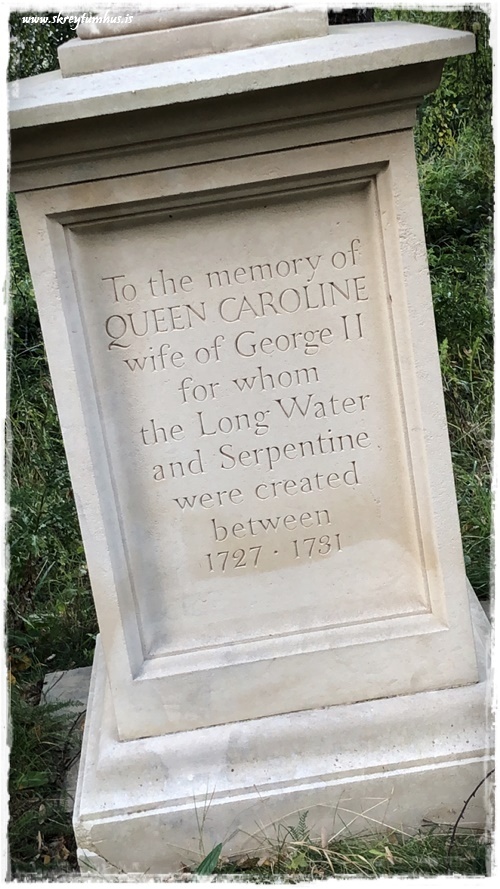 www.skreytumhus.is
To the memory of
QUEEN CAROLINE
wife of George II
for whom
the Long Water
and Serpentine
were created
between
1727 · 1731